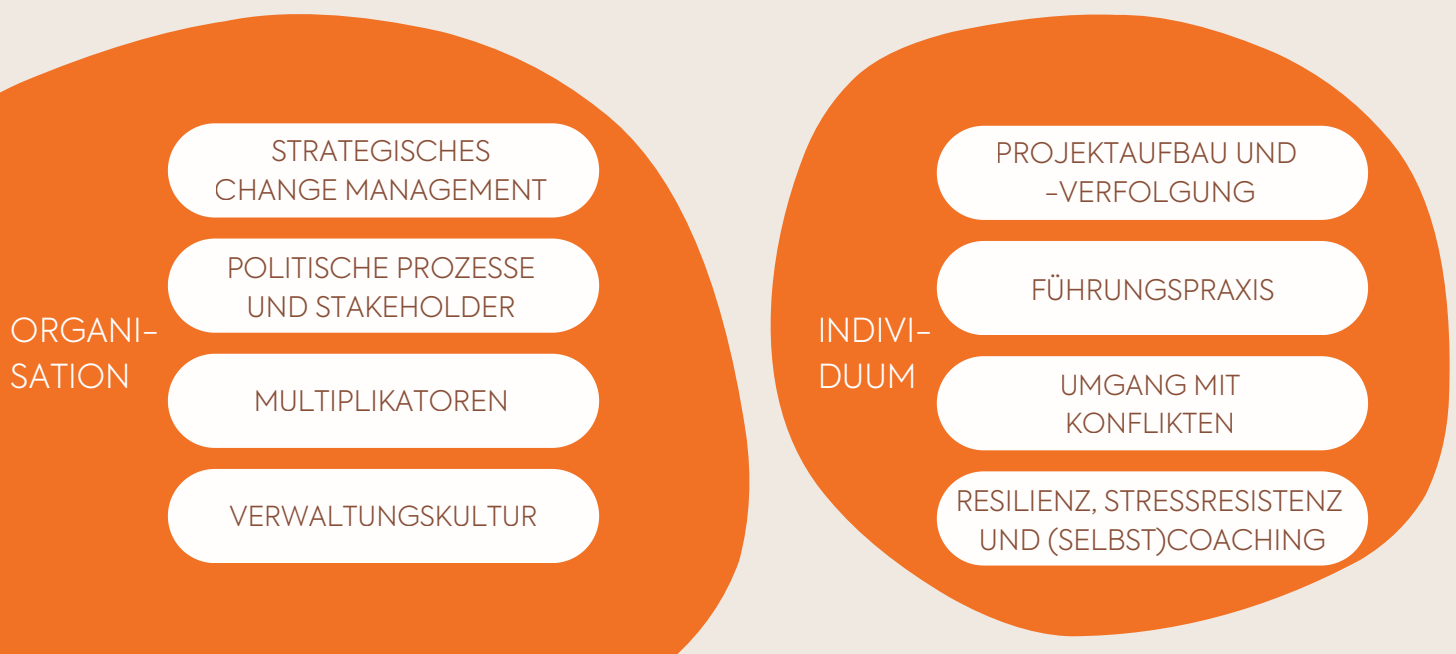 ORGANI-
SATION
STRATEGISCHES
CHANGE MANAGEMENT
POLITISCHE PROZESSE
UND STAKEHOLDER
MULTIPLIKATOREN
VERWALTUNGSKULTUR
INDIVI-
DUUM
PROJEKTAUFBAU UND
-VERFOLGUNG
FÜHRUNGSPRAXIS
UMGANG MIT
KONFLIKTEN
RESILIENZ, STRESSRESISTENZ
UND (SELBST)COACHING